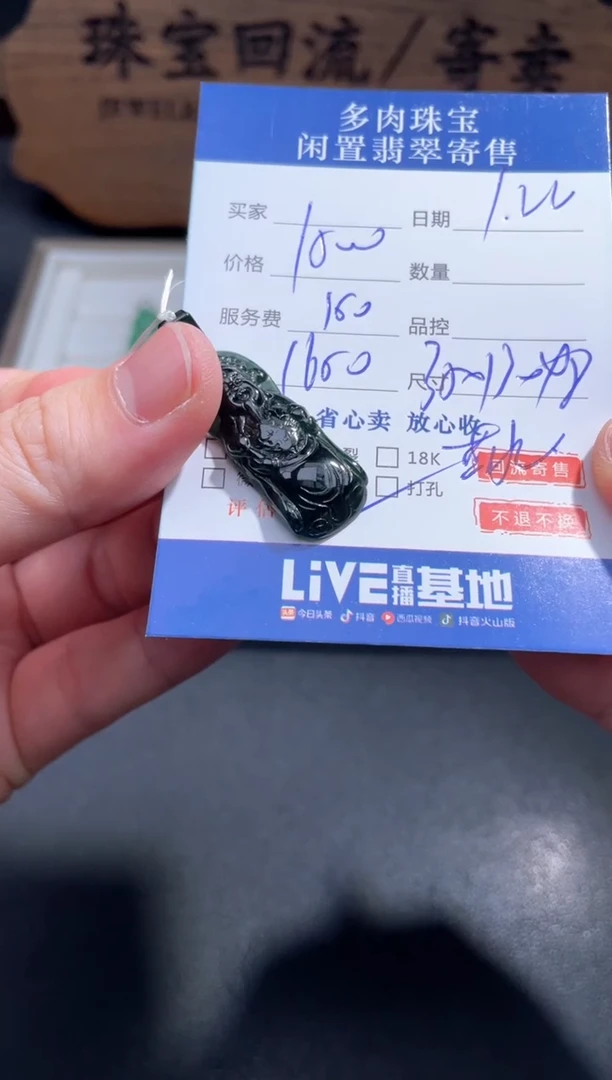 珠宝回流/寄卖
多肉珠宝
闲置翡翠寄售
买家 日期 1.22
价格 1500 数量
服务费 150 品控
1650 尺寸
省心卖 放心收
18K 回流寄售
打孔
评估 不退不换
LiVE直播基地
今日头条 抖音 西瓜视频 抖音火山版